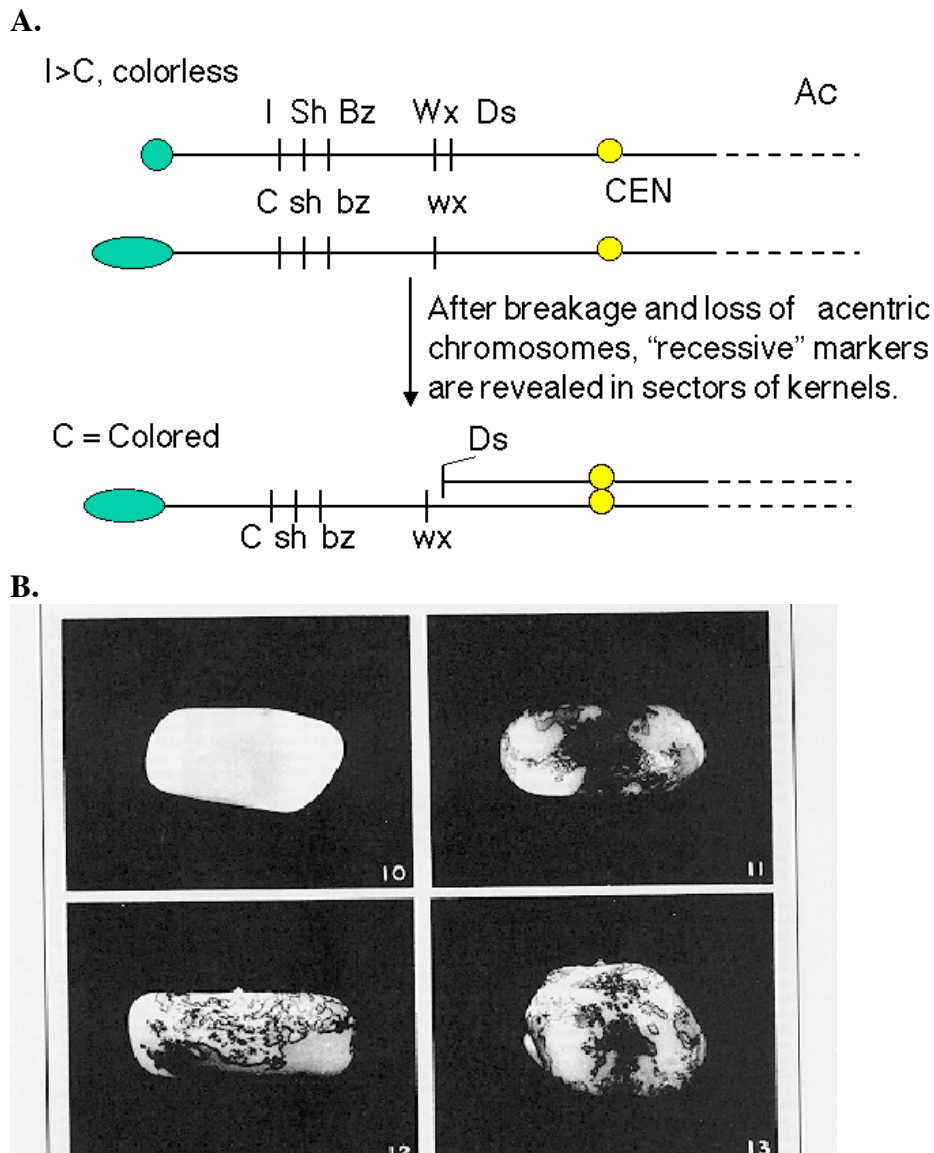 A.
I>C, colorless
Ac
I Sh Bz Wx Ds
CEN
C sh bz wx
After breakage and loss of acentric
chromosomes, “recessive” markers
are revealed in sectors of kernels.
C = Colored
Ds
C sh bz wx
B.
10
11
12
13